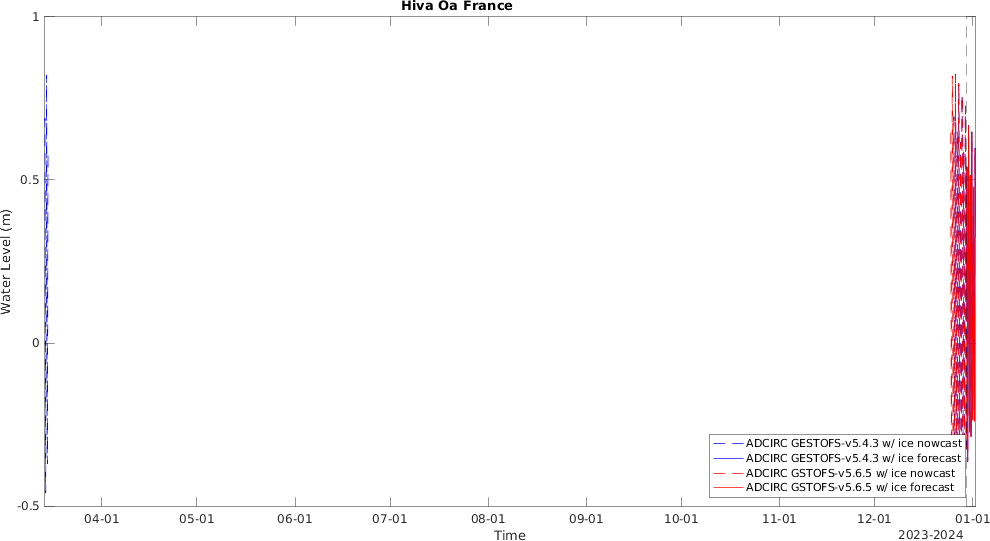 Hiva Oa France
1
0.5
0
-0.5
Water Level (m)
ADCIRC GESTOFS-v5.4.3 w/ ice nowcast
ADCIRC GESTOFS-v5.4.3 w/ ice forecast
ADCIRC GSTOFS-v5.6.5 w/ ice nowcast
ADCIRC GSTOFS-v5.6.5 w/ ice forecast
04-01 05-01 06-01 07-01 08-01 09-01 10-01 11-01 12-01 01-01
Time
2023-2024